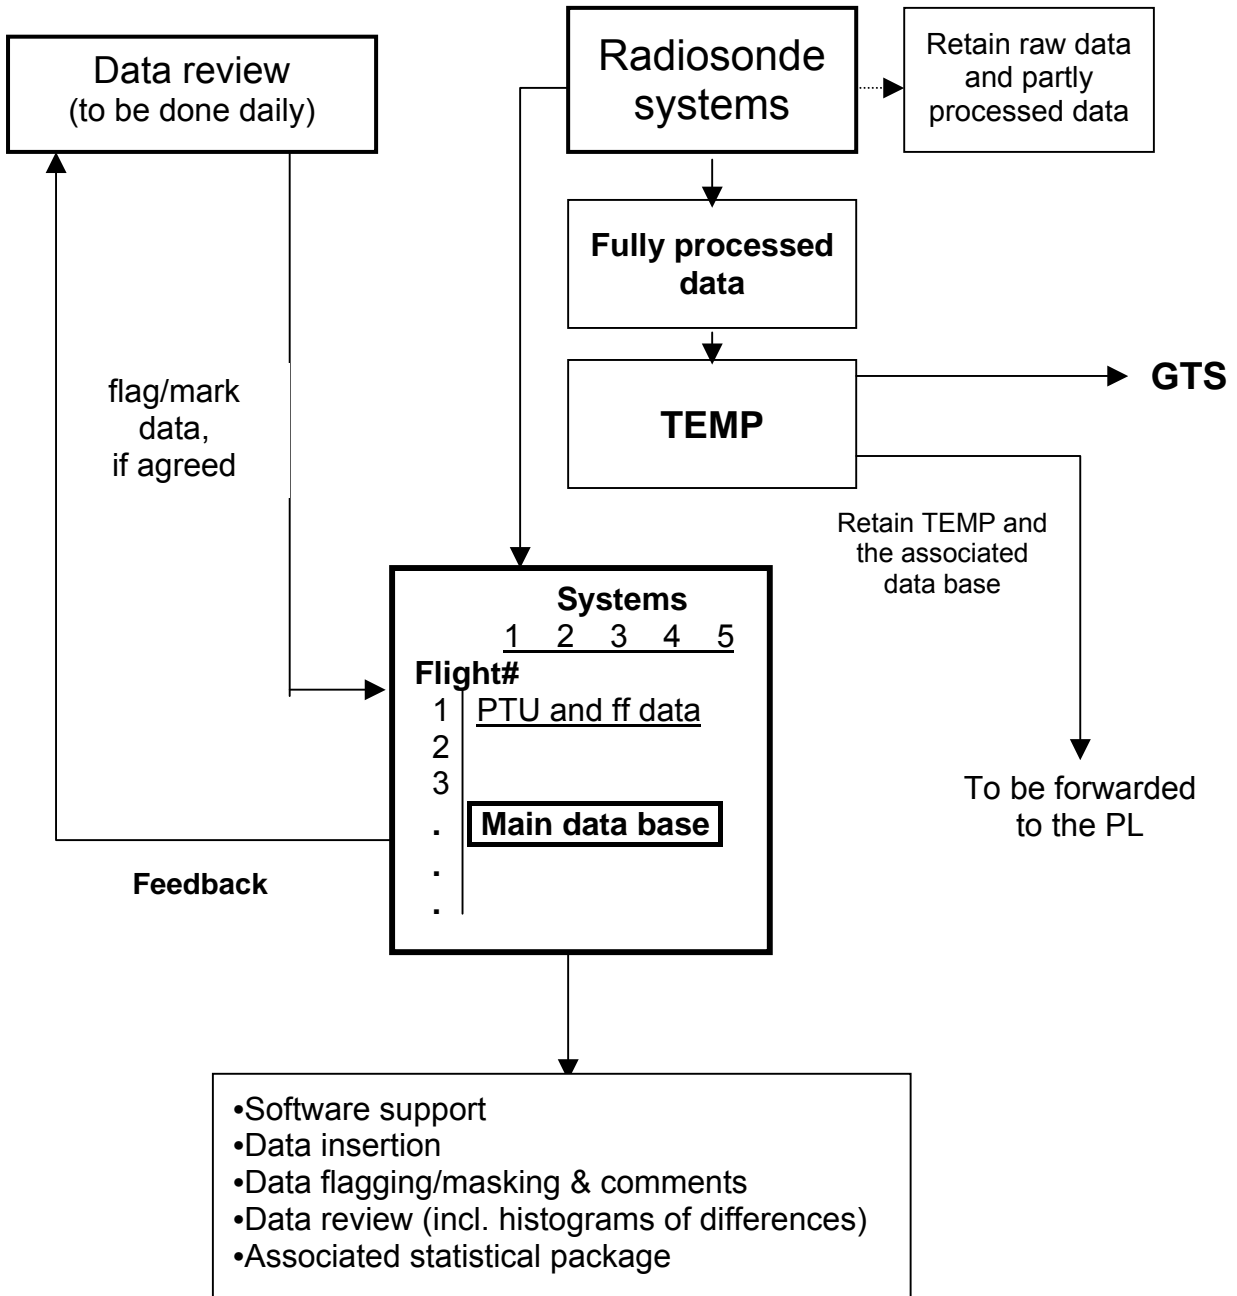 Data review
(to be done daily)
Radiosonde
systems
Retain raw data
and partly
processed data
Fully processed
data
flag/mark
data,
if agreed
TEMP
GTS
Retain TEMP and
the associated
data base
Systems
1 2 3 4 5
Flight#
1 PTU and ff data
2
3
. Main data base
.
.
To be forwarded
to the PL
Feedback
•Software support
•Data insertion
•Data flagging/masking & comments
•Data review (incl. histograms of differences)
•Associated statistical package